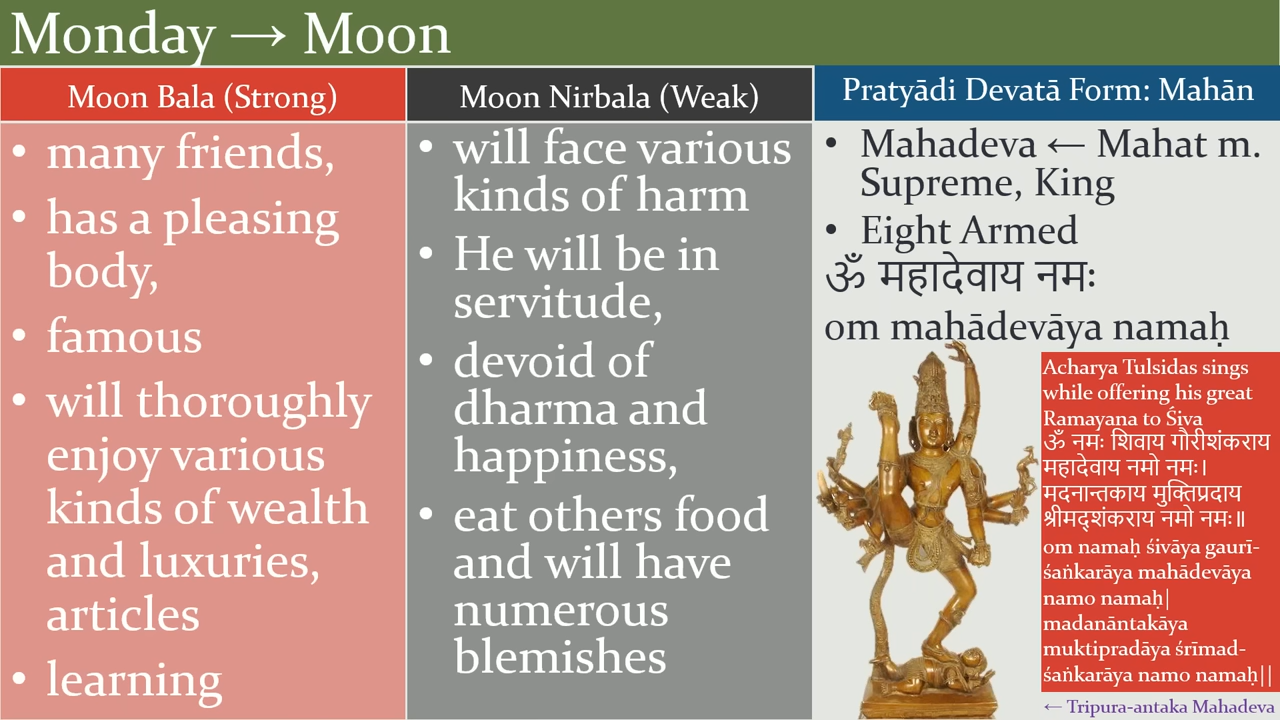 Monday → Moon
Moon Bala (Strong)
• many friends,
• has a pleasing
body,
• famous
• will thoroughly
enjoy various
kinds of wealth
and luxuries,
articles
• learning
Moon Nirbala (Weak)
• will face various
kinds of harm
• He will be in
servitude,
• devoid of
dharma and
happiness,
• eat others food
and will have
numerous
blemishes
Pratyādi Devatā Form: Mahān
• Mahadeva ← Mahat m.
Supreme, King
• Eight Armed
ॐ महादेवाय नमः
om mahādevāya namaḥ
Acharya Tulsidas sings
while offering his great
Ramayana to Śiva
ॐ नमः शिवाय गौरीशंकराय
महादेवाय नमो नमः।
मदनान्तकाय मुक्तिप्रदाय
श्रीमद्शंकराय नमो नमः॥
om namaḥ śivāya gaurī-
śaṅkarāya mahādevāya
namo namaḥ|
madanāntakāya
muktipradāya śrīmad-
śaṅkarāya namo namaḥ||
← Tripura-antaka Mahadeva